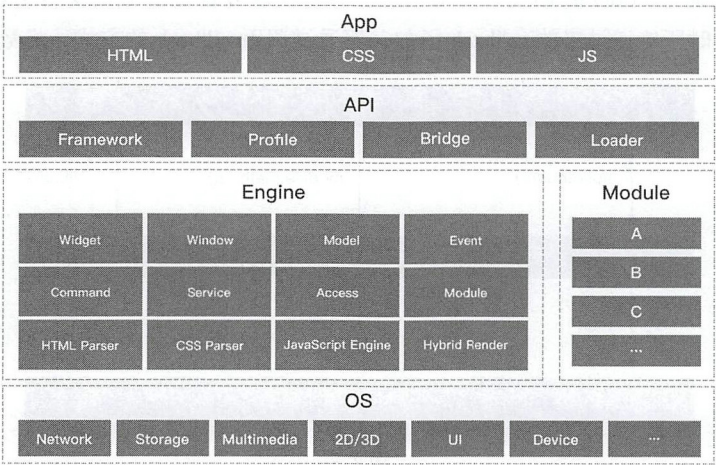 App
HTML CSS JS
API
Framework Profile Bridge Loader
Engine
Widget Window Model Event
Command Service Access Module
HTML Parser CSS Parser JavaScript Engine Hybrid Render
Module
A
B
C
...
OS
Network Storage Multimedia 2D/3D UI Device ...